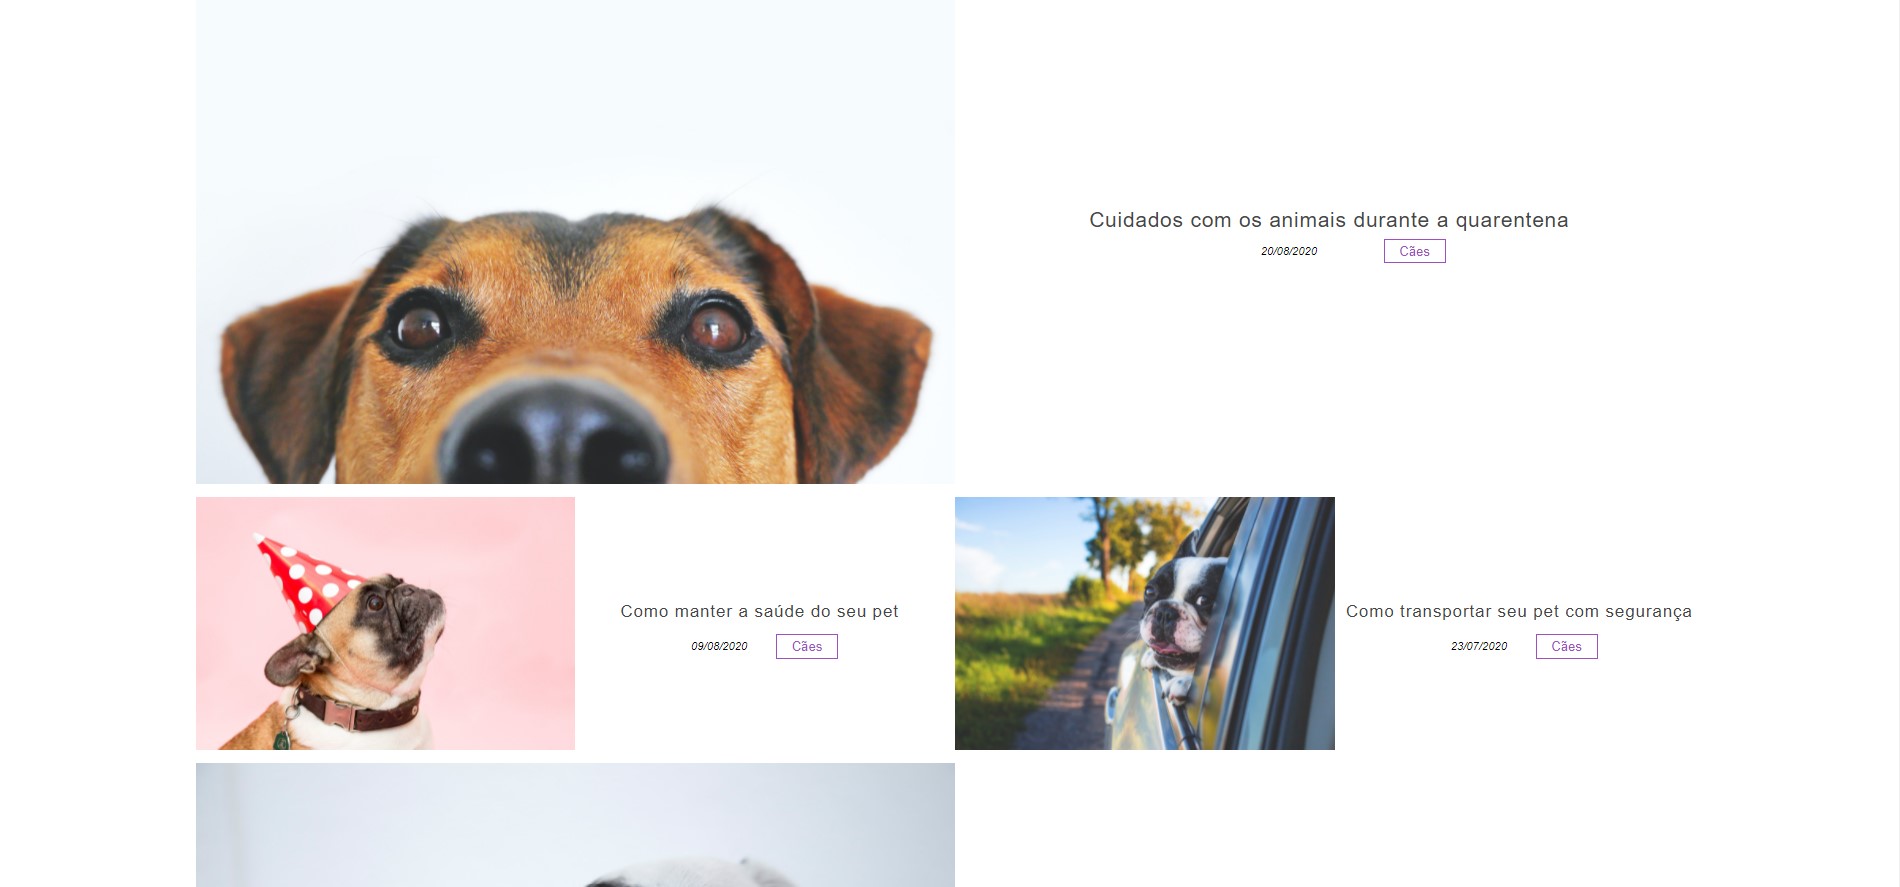 Cuidados com os animais durante a quarentena
20/08/2020 Cães
Como manter a saúde do seu pet
09/08/2020 Cães
Como transportar seu pet com segurança
23/07/2020 Cães